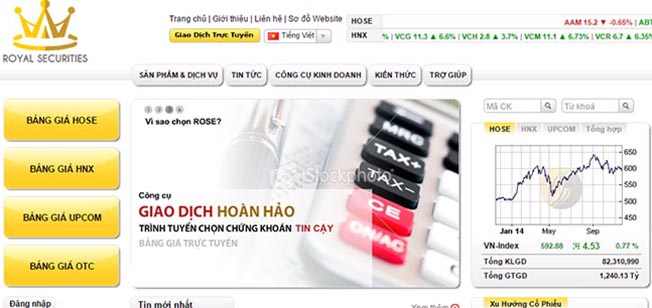 Trang chủ | Giới thiệu | Liên hệ | Sơ đồ Website
HOSE AAM 15.2 ▼ -0.65% | ABT
Giao Dịch Trực Tuyến Tiếng Việt
HNX % | VCG 11.3 ▲ 6.6% | VCH 2.8 ▲ 3.7% | VCM 11.1 ▲ 6.73% | VCR 6.7 ▲ 6.35%
ROYAL SECURITIES
SẢN PHẨM & DỊCH VỤ TIN TỨC CÔNG CỤ KINH DOANH KIẾN THỨC TRỢ GIÚP
BẢNG GIÁ HOSE
BẢNG GIÁ HNX
BẢNG GIÁ UPCOM
BẢNG GIÁ OTC
Đăng nhập
1 2 3 4
Vì sao chọn ROSE?
MRC
TAX+
TAX-
CE
ON/AC
iStockphoto
Công cụ
GIAO DỊCH HOÀN HẢO
TRÌNH TUYỂN CHỌN CHỨNG KHOÁN TIN CẬY
BẢNG GIÁ TRỰC TUYẾN
Tin mới nhất Xem thêm
Mã CK Từ khoá
HOSE HNX UPCOM Tổng hợp
650
600
550
500
Jan 14 May Sep
VN-Index 592.88 4.53 0.77 %
Tổng KLGD 82,310,990
Tổng GTGD 1,240.13 Tỷ
Xu Hướng Cổ Phiếu